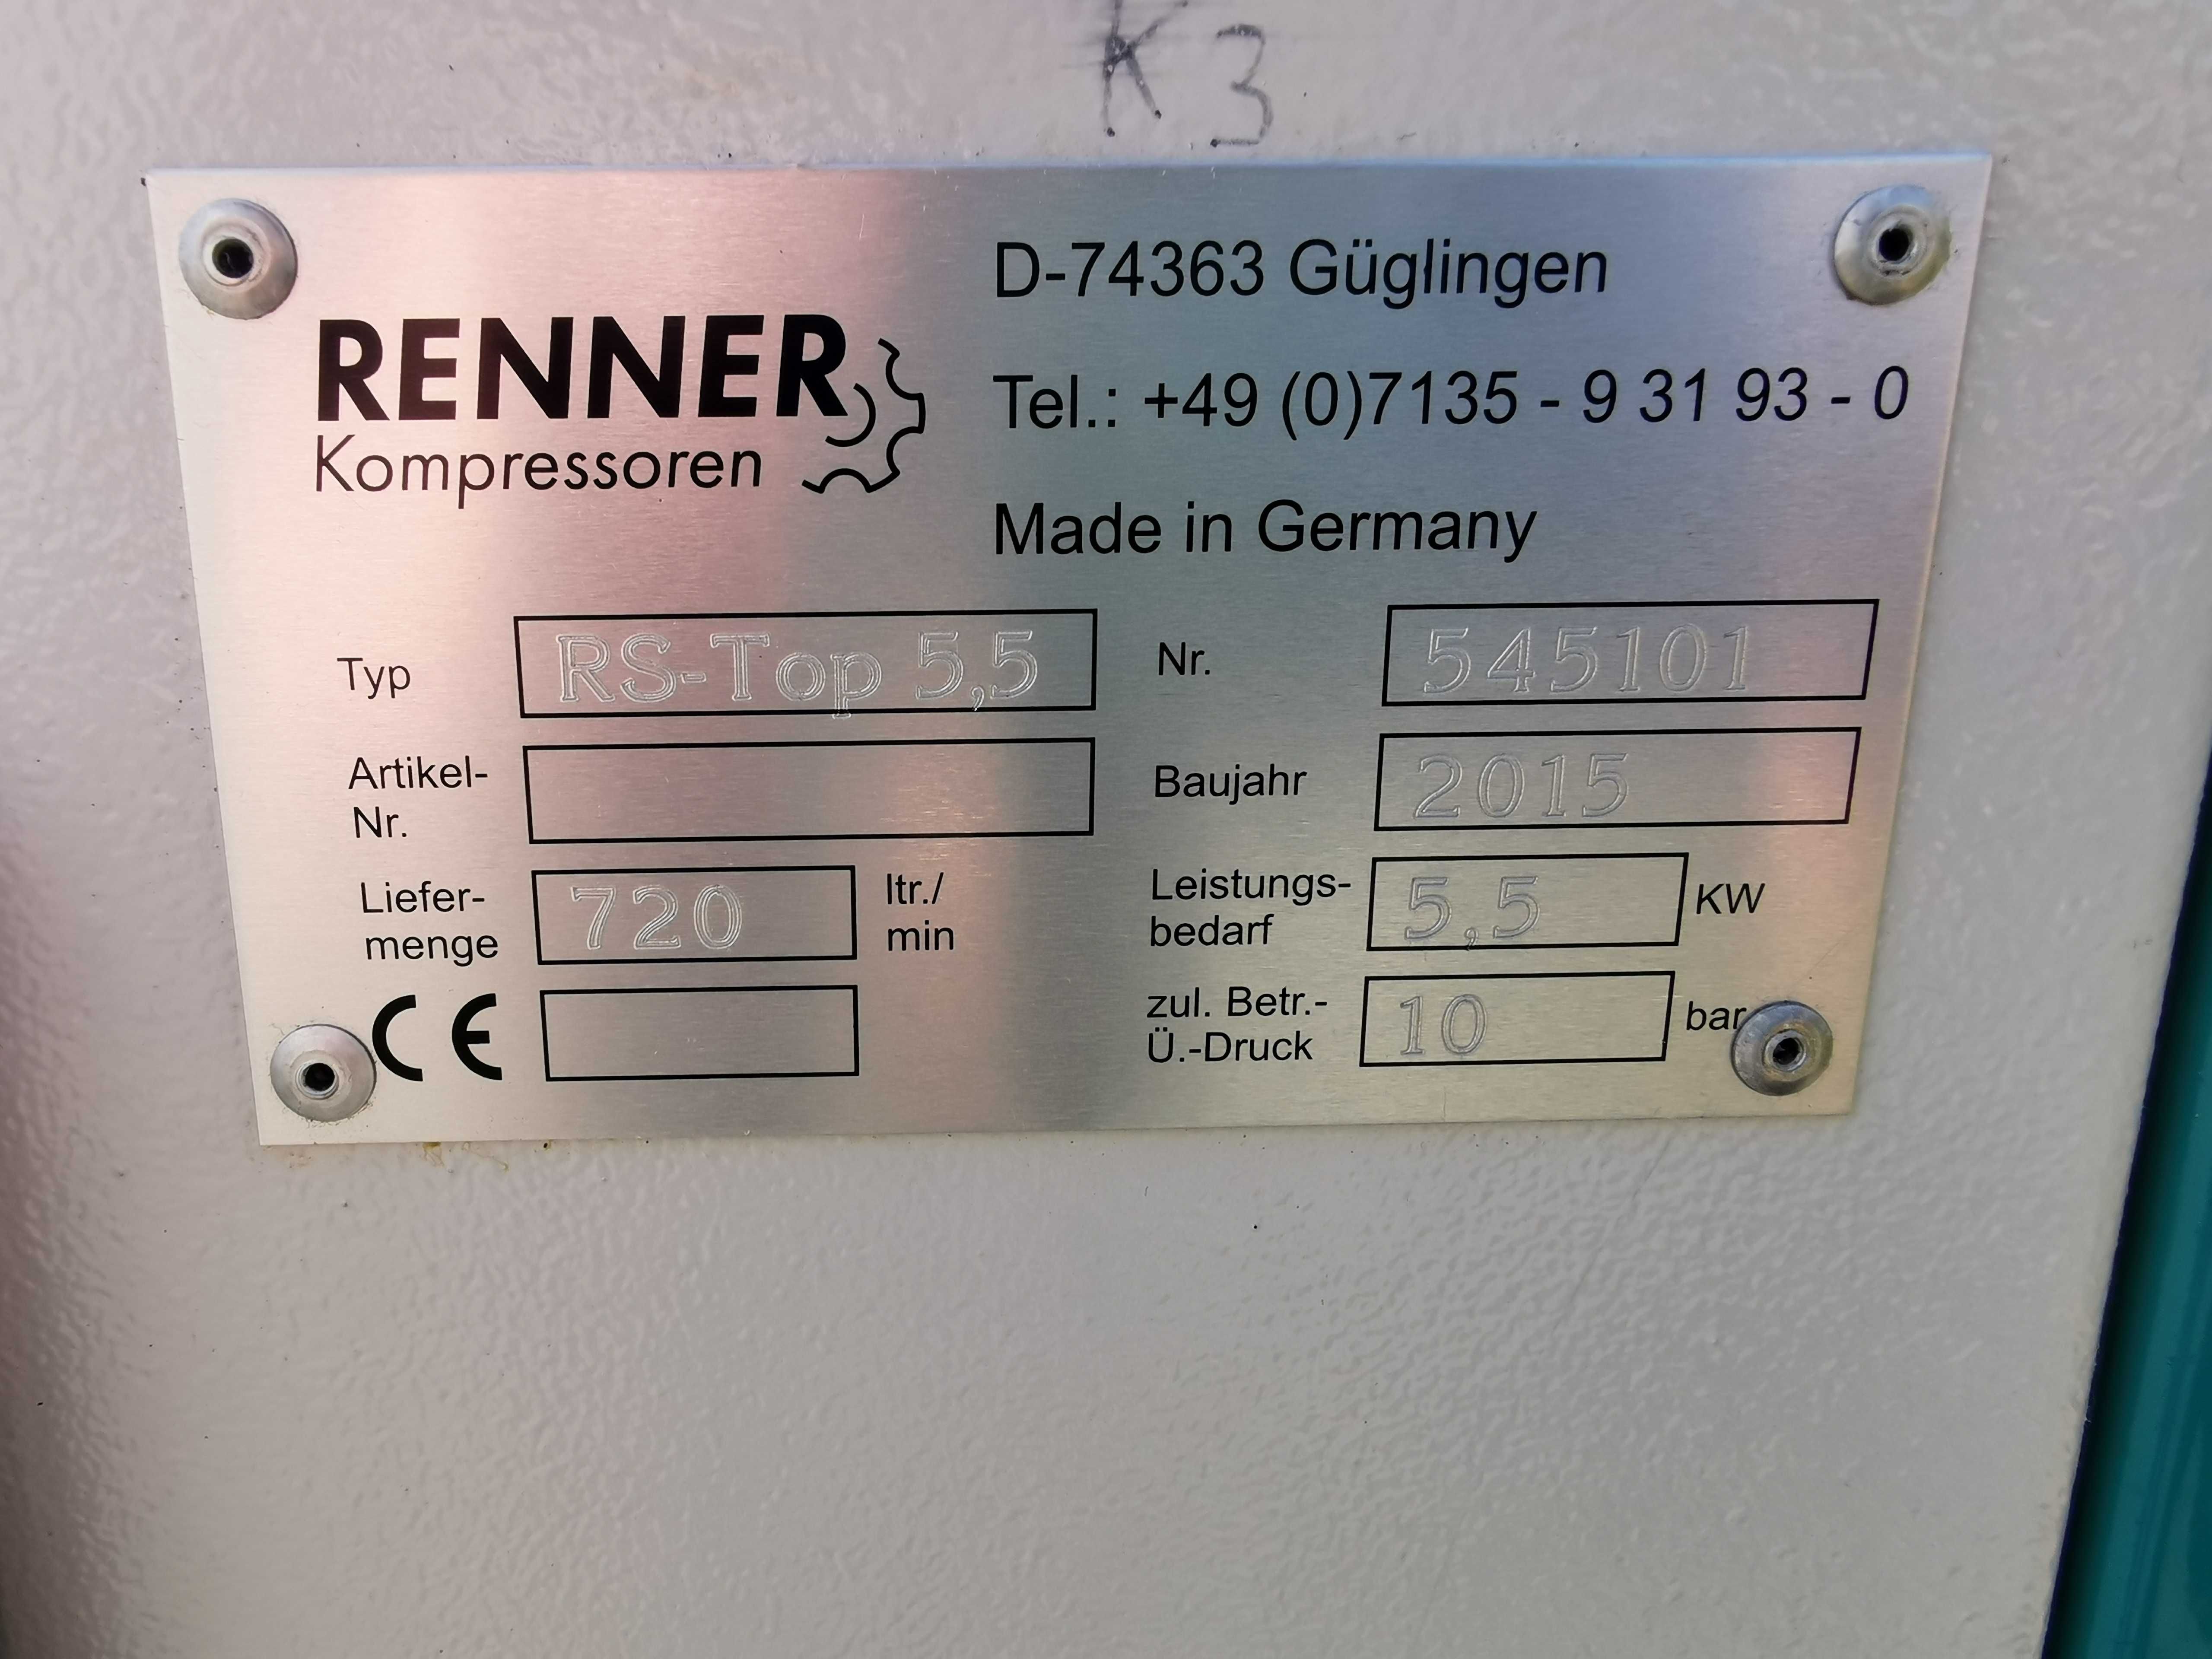 K3
D-74363 Güglingen
RENNER
Kompressoren
Tel.: +49 (0)7135 - 9 31 93 - 0
Made in Germany
Typ RS-Top 5,5 Nr. 545101
Artikel-
Nr.
Baujahr 2015
Liefer-
menge 720 ltr./
min
Leistungs-
bedarf 5,5 KW
CE
zul. Betr.-
Ü.-Druck 10 bar